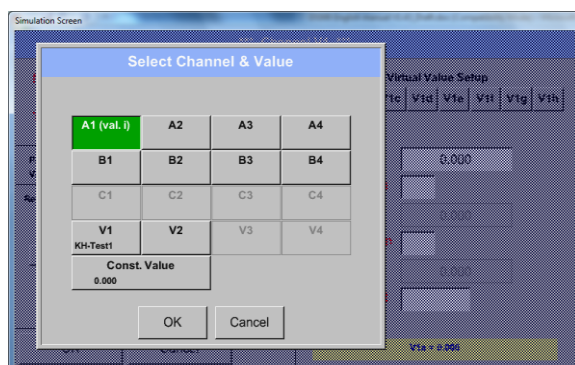 Simulation Screen
Select Channel & Value
Virtual Value Setup
V1c V1d V1e V1f V1g V1h
A1 (val. i) A2 A3 A4
B1 B2 B3 B4
0.000
C1 C2 C3 C4
0.000
V1 V2 V3 V4
KH-Test1
Const. Value
0.000
0.000
OK Cancel
OK Cancel
V1a = 0.000